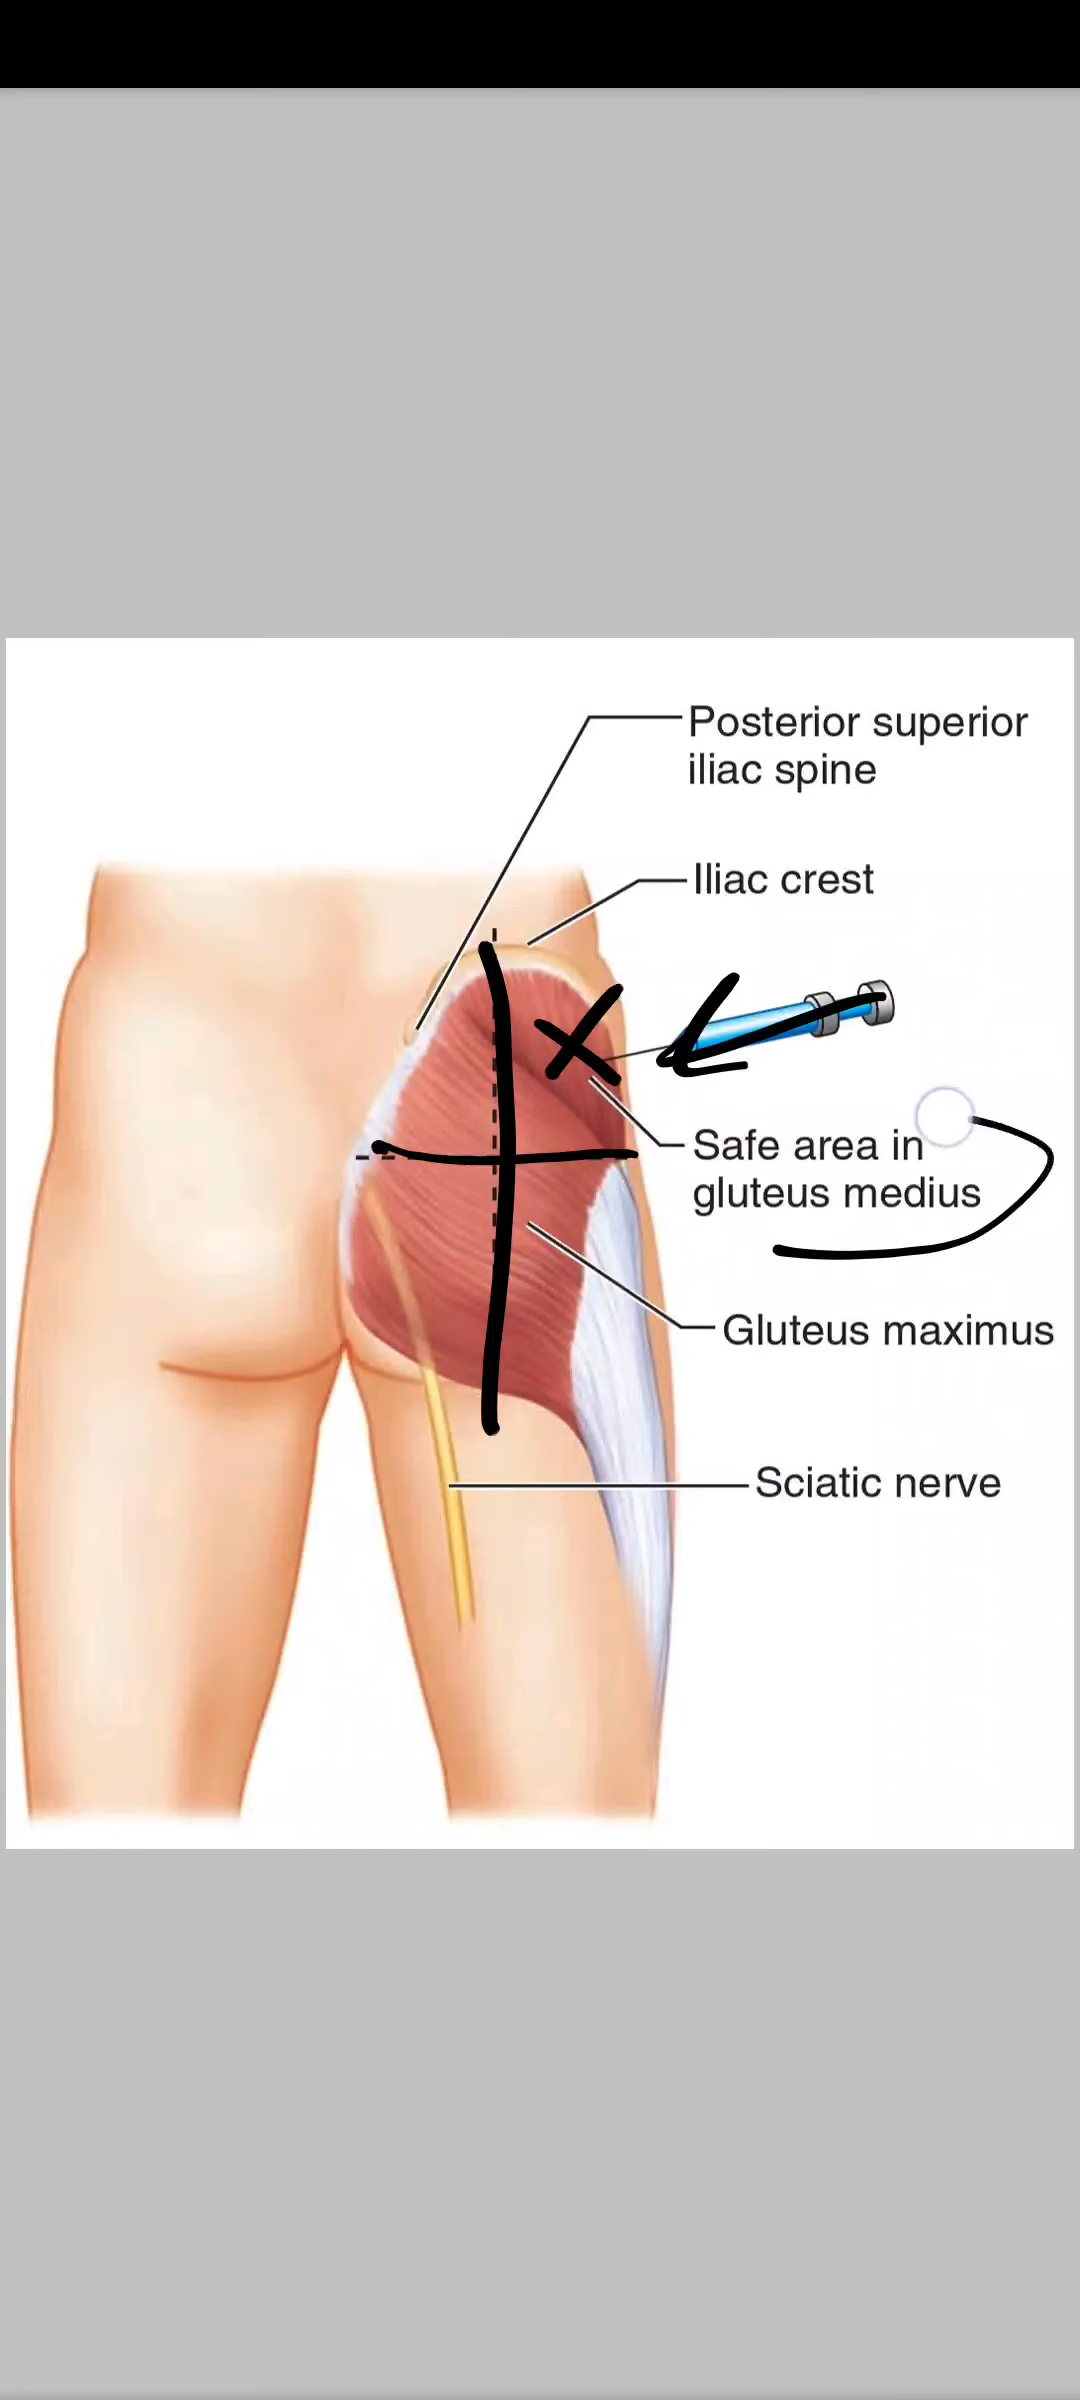 Posterior superior
iliac spine
Iliac crest
Safe area in
gluteus medius
Gluteus maximus
Sciatic nerve